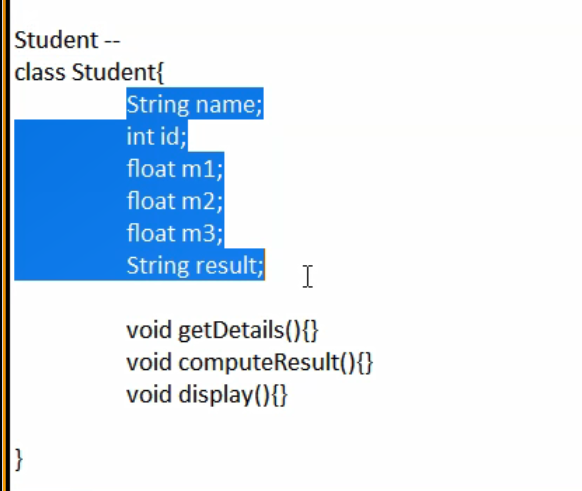 Student --
class Student{
String name;
int id;
float m1;
float m2;
float m3;
String result;
void getDetails(){}
void computeResult(){}
void display(){}
}